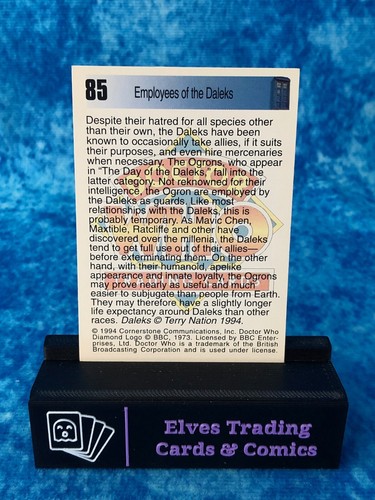 85
Employees of the Daleks
Despite their hatred for all species other
than their own, the Daleks have been
known to occasionally take allies, if it suits
their purposes, and even hire mercenaries
when necessary. The Ogrons, who appear
in "The Day of the Daleks," fall into the
latter category. Not reknowned for their
intelligence, the Ogron are employed by
the Daleks as guards. Like most
relationships with the Daleks, this is
probably temporary. As Mavic Chen,
Maxtible, Ratcliffe and other have
discovered over the millenia, the Daleks
tend to get full use out of their allies—
before exterminating them. On the other
hand, with their humanoid, apelike
appearance and innate loyalty, the Ogrons
may prove nearly as useful and much
easier to subjugate than people from Earth.
They may therefore have a slightly longer
life expectancy around Daleks than other
races. Daleks © Terry Nation 1994.
© 1994 Cornerstone Communications, Inc. Doctor Who
Diamond Logo © BBC, 1973. Licensed by BBC Enter-
prises, Ltd. Doctor Who is a trademark of the British
Broadcasting Corporation and is used under license.
Elves Trading
Cards & Comics